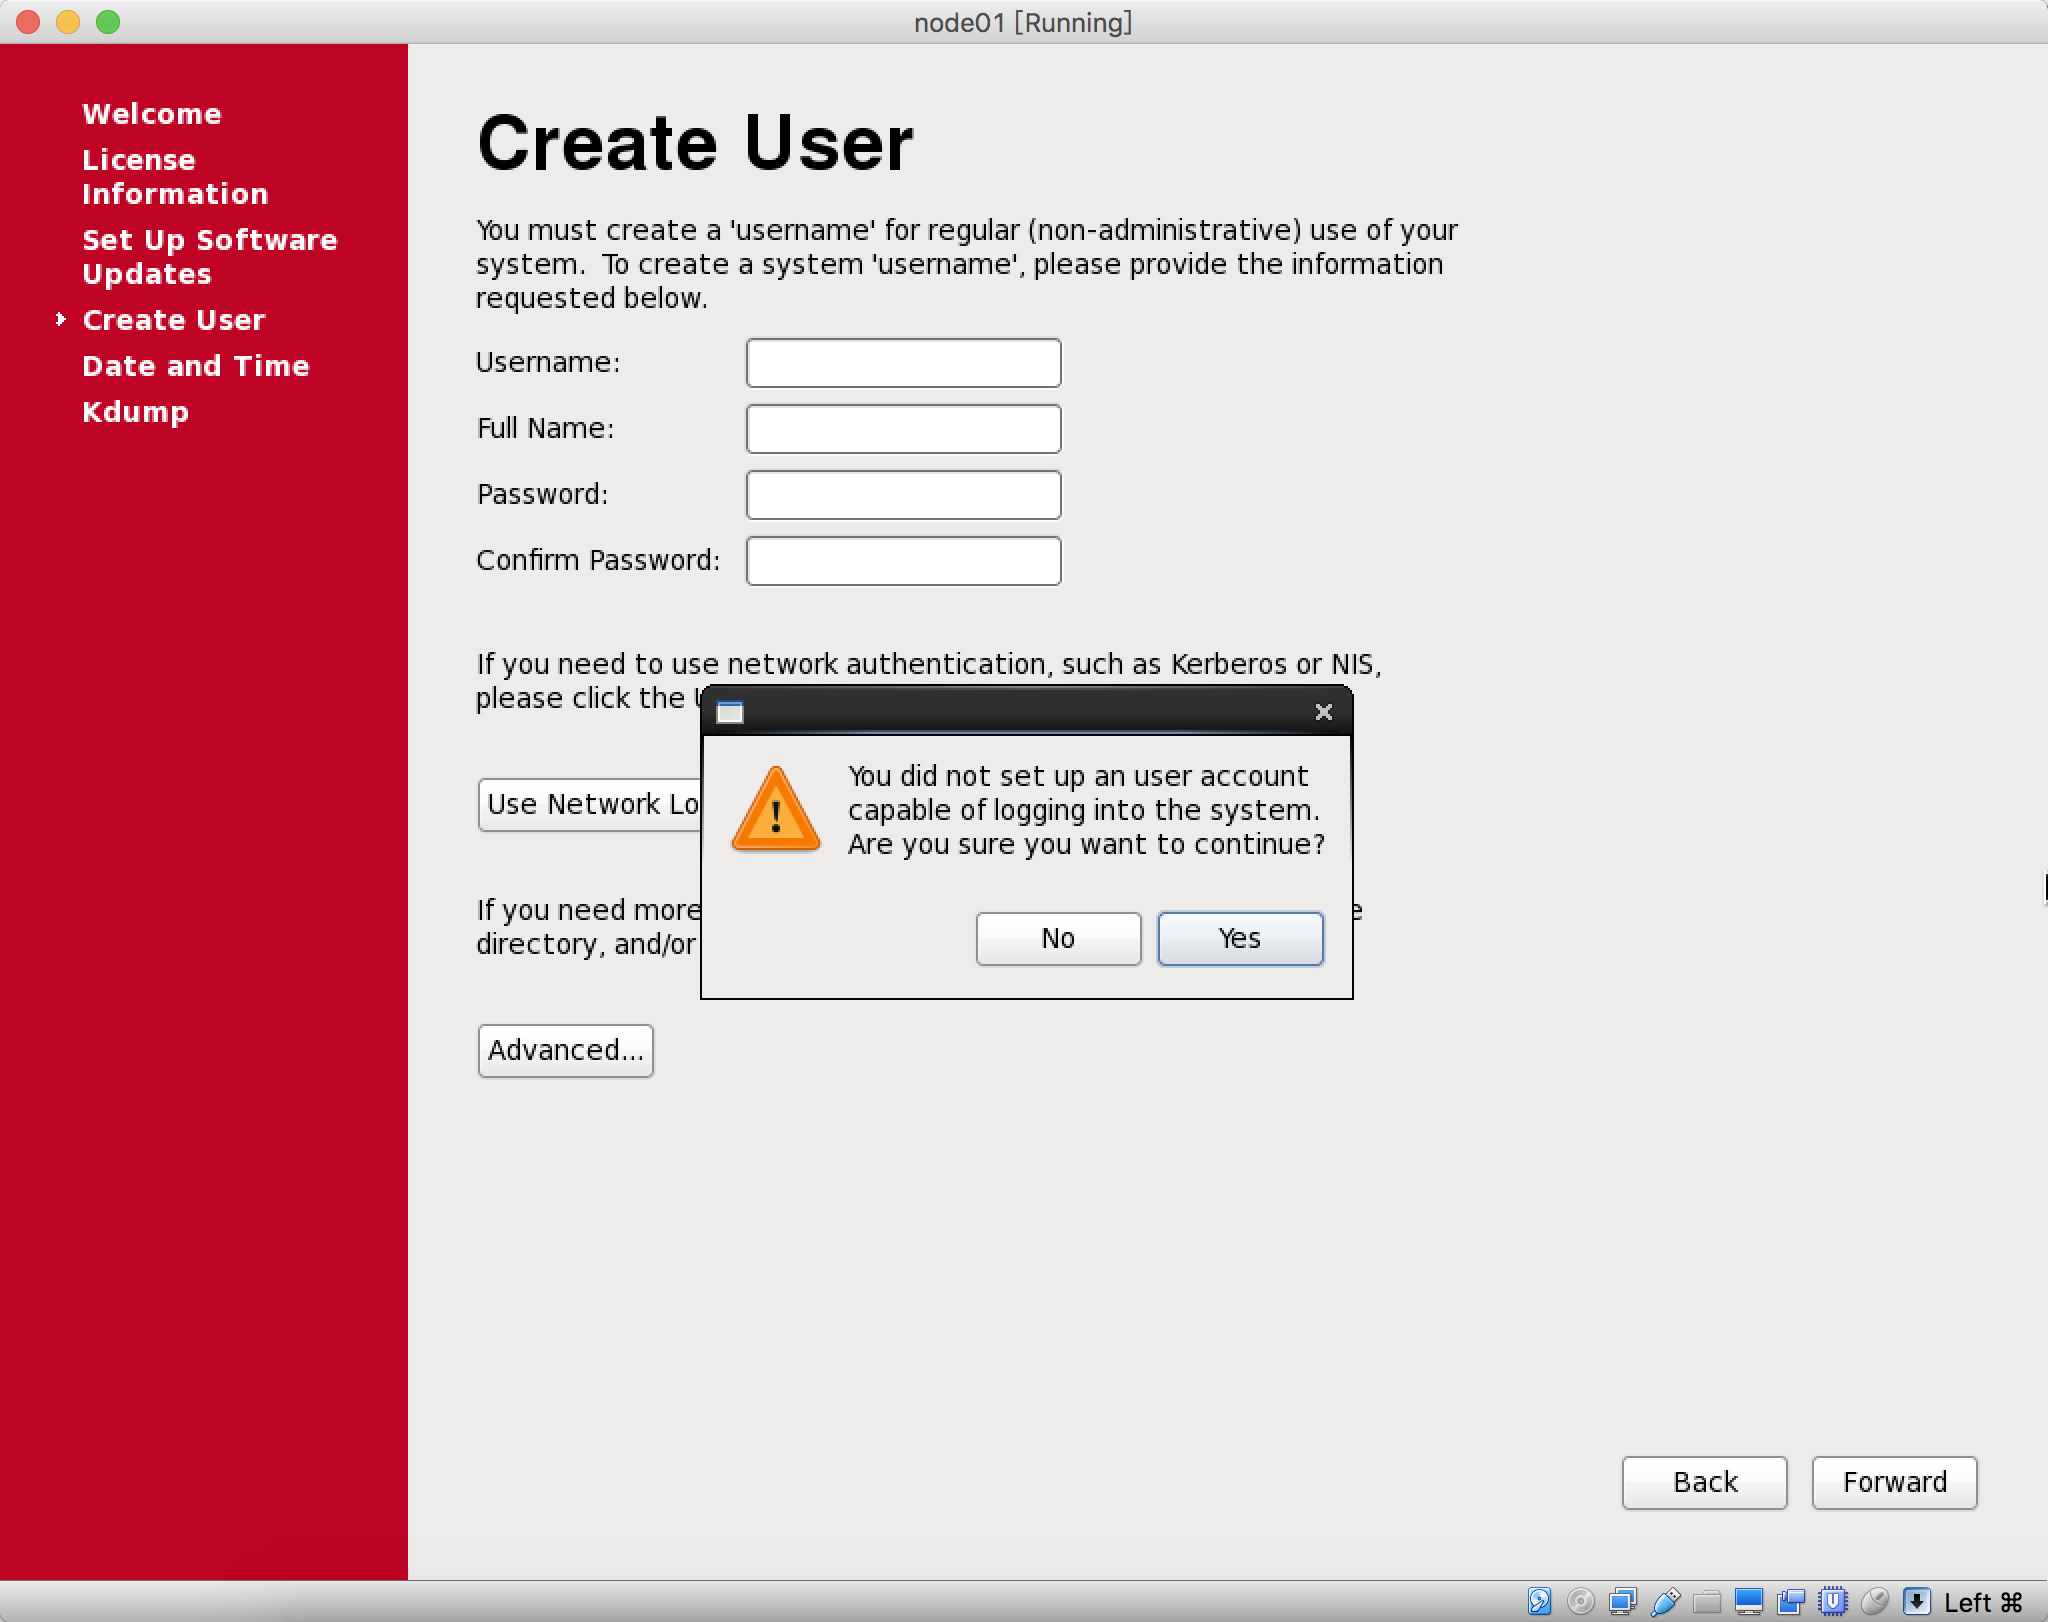 node01 [Running]
Welcome
License
Information
Set Up Software
Updates
Create User
Date and Time
Kdump
Create User
You must create a 'username' for regular (non-administrative) use of your
system.  To create a system 'username', please provide the information
requested below.
Username:
Full Name:
Password:
Confirm Password:
If you need to use network authentication, such as Kerberos or NIS,
please click the
Use Network Lo
You did not set up an user account
capable of logging into the system.
Are you sure you want to continue?
No
Yes
If you need more
directory, and/or
Advanced...
Back
Forward
Left ⌘